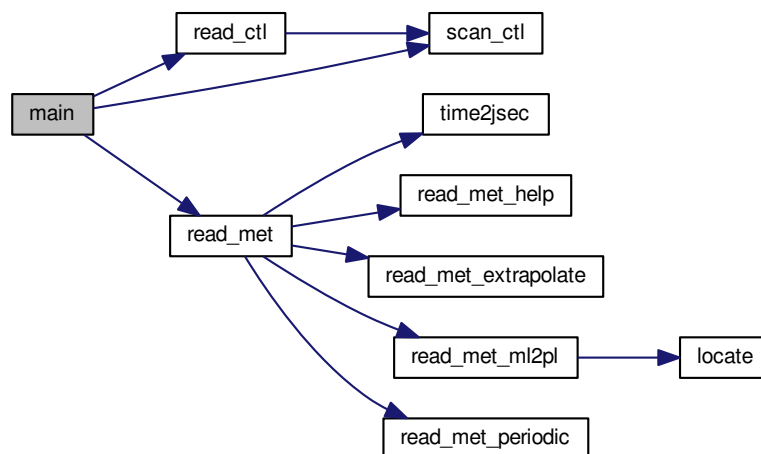 read_ctl
scan_ctl
main
time2jsec
read_met_help
read_met
read_met_extrapolate
read_met_ml2pl
locate
read_met_periodic